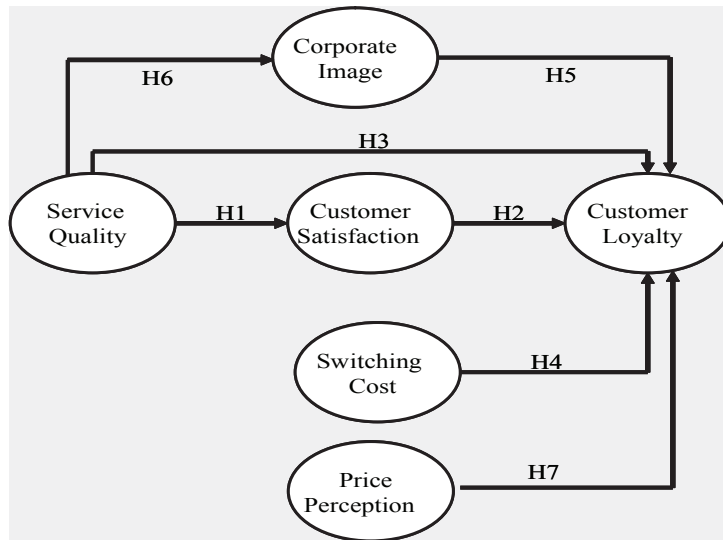 Corporate
Image
H6
H5
H3
Service
Quality
H1
Customer
Satisfaction
H2
Customer
Loyalty
Switching
Cost
H4
Price
Perception
H7